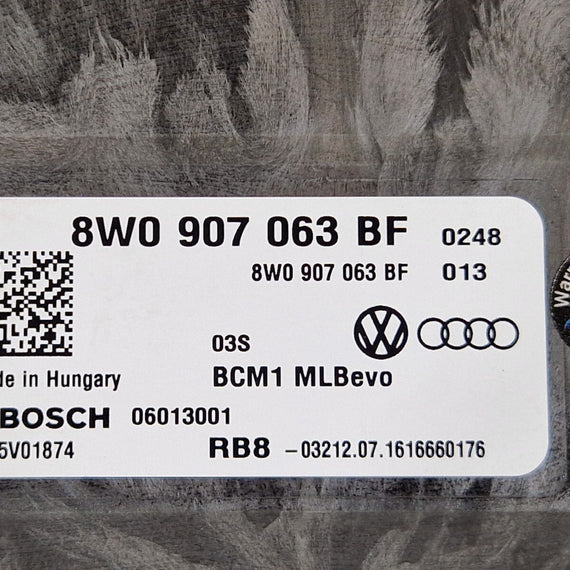 8W0 907 063 BF 0248
8W0 907 063 BF 013
03S
de in Hungary BCM1 MLBevo
BOSCH 06013001
5V01874 RB8 -03212.07.1616660176
War